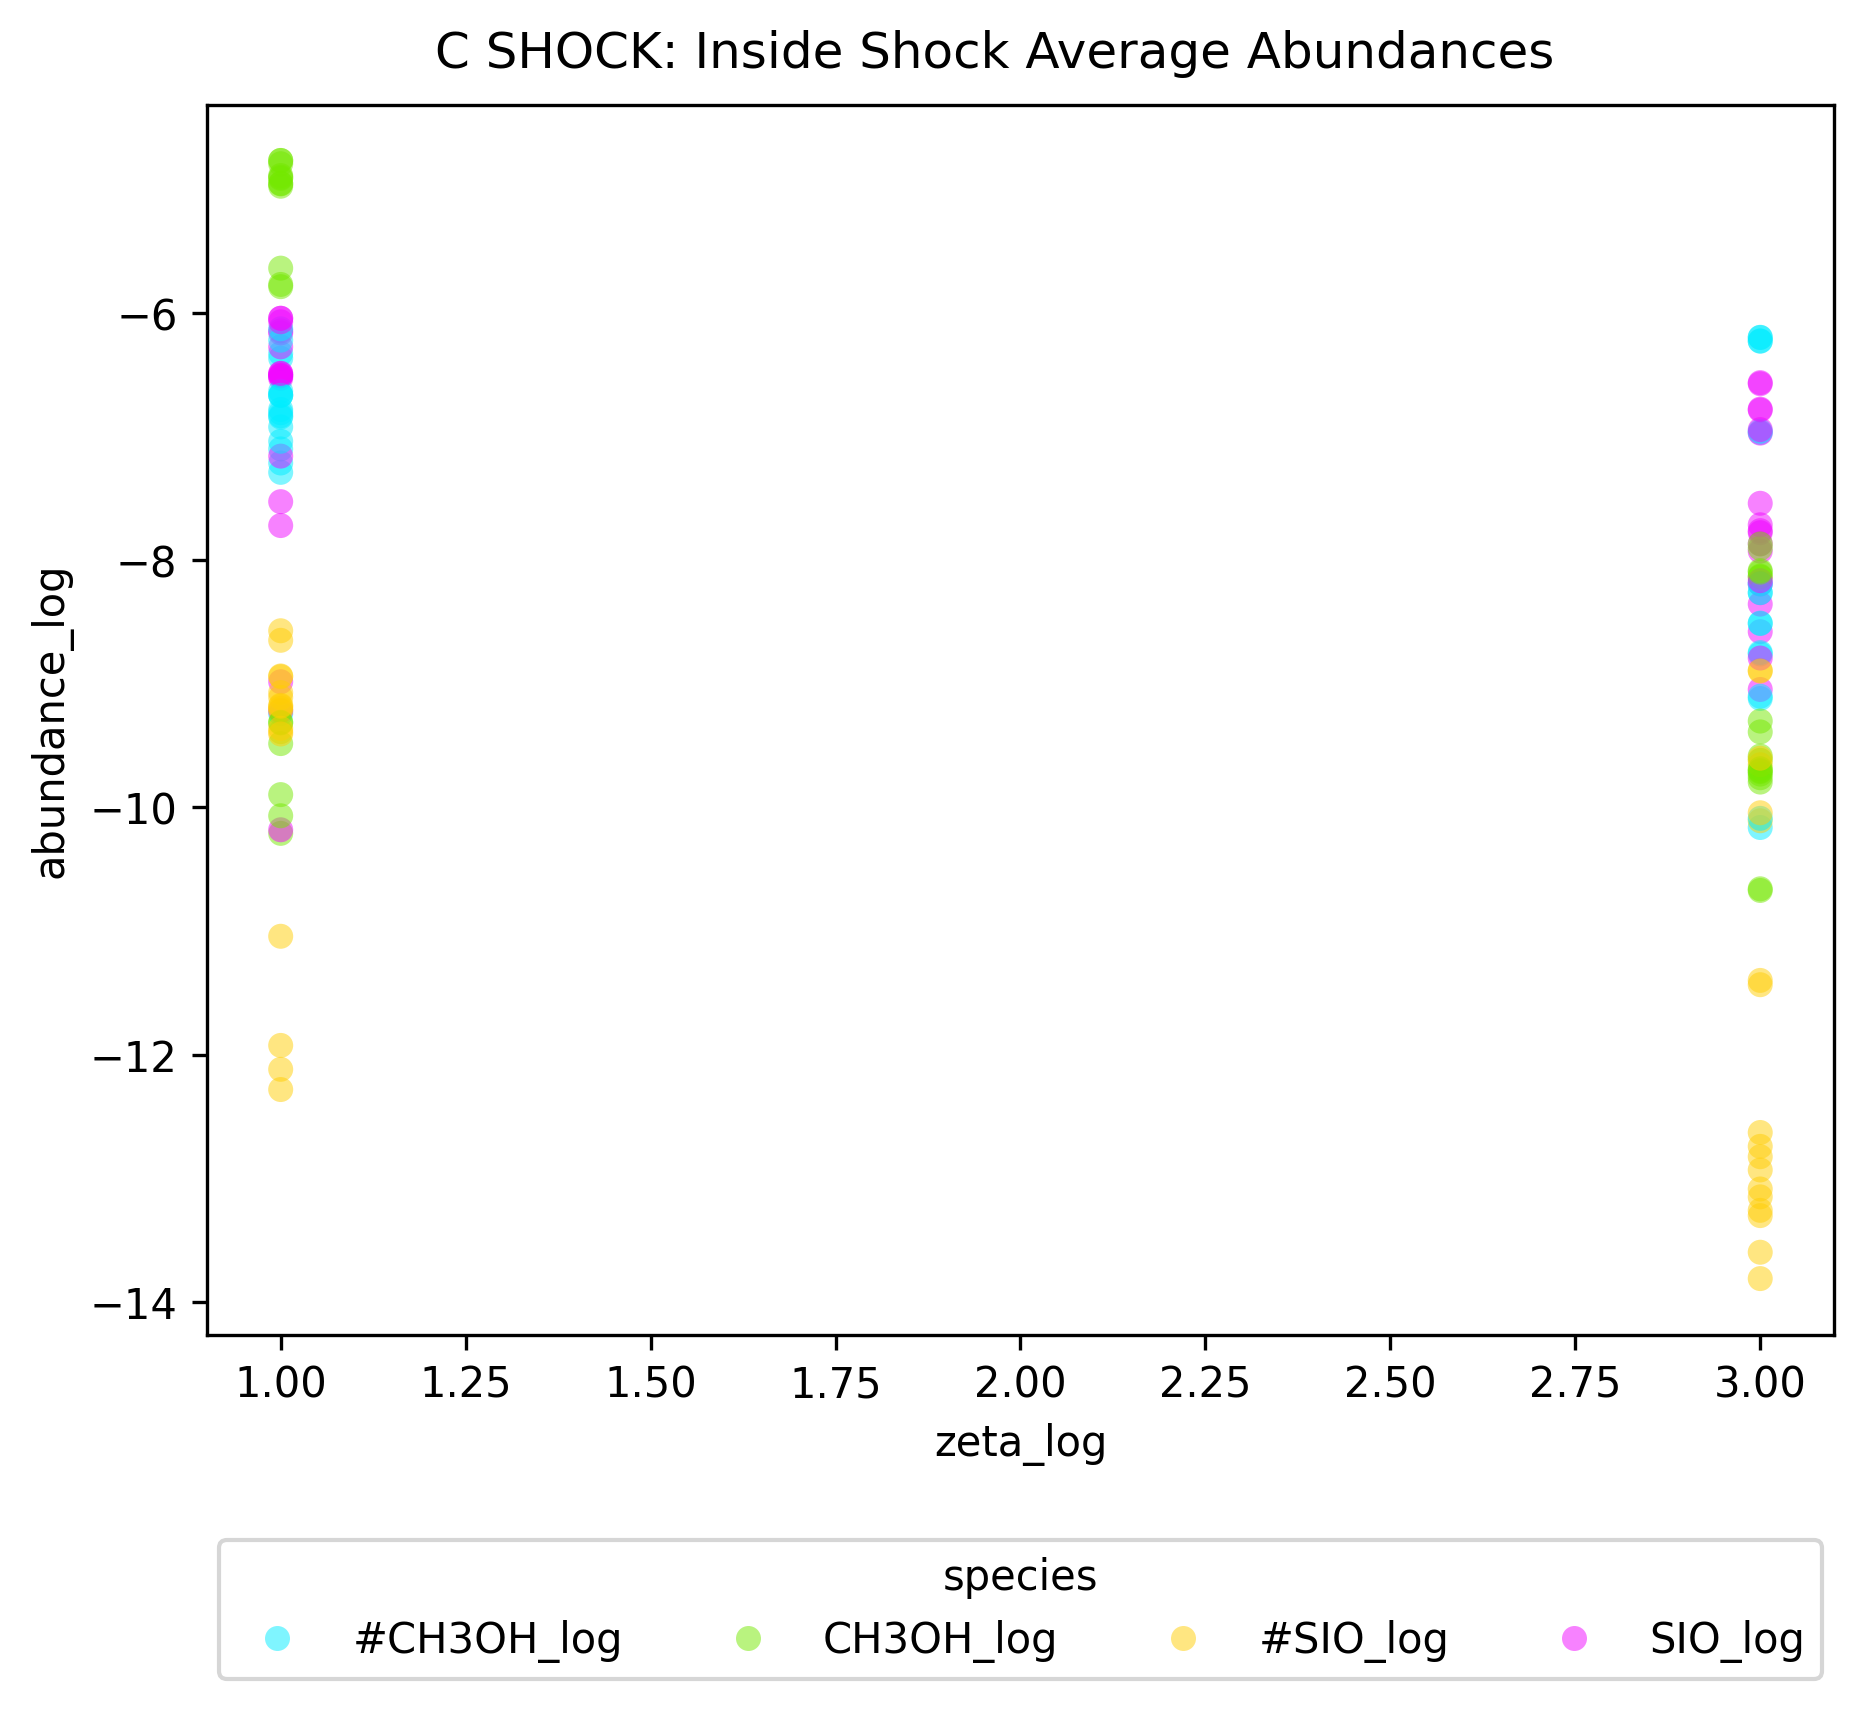 C SHOCK: Inside Shock Average Abundances
abundance_log
−6
−8
−10
−12
−14
1.00 1.25 1.50 1.75 2.00 2.25 2.50 2.75 3.00
zeta_log
species
#CH3OH_log CH3OH_log #SIO_log SIO_log